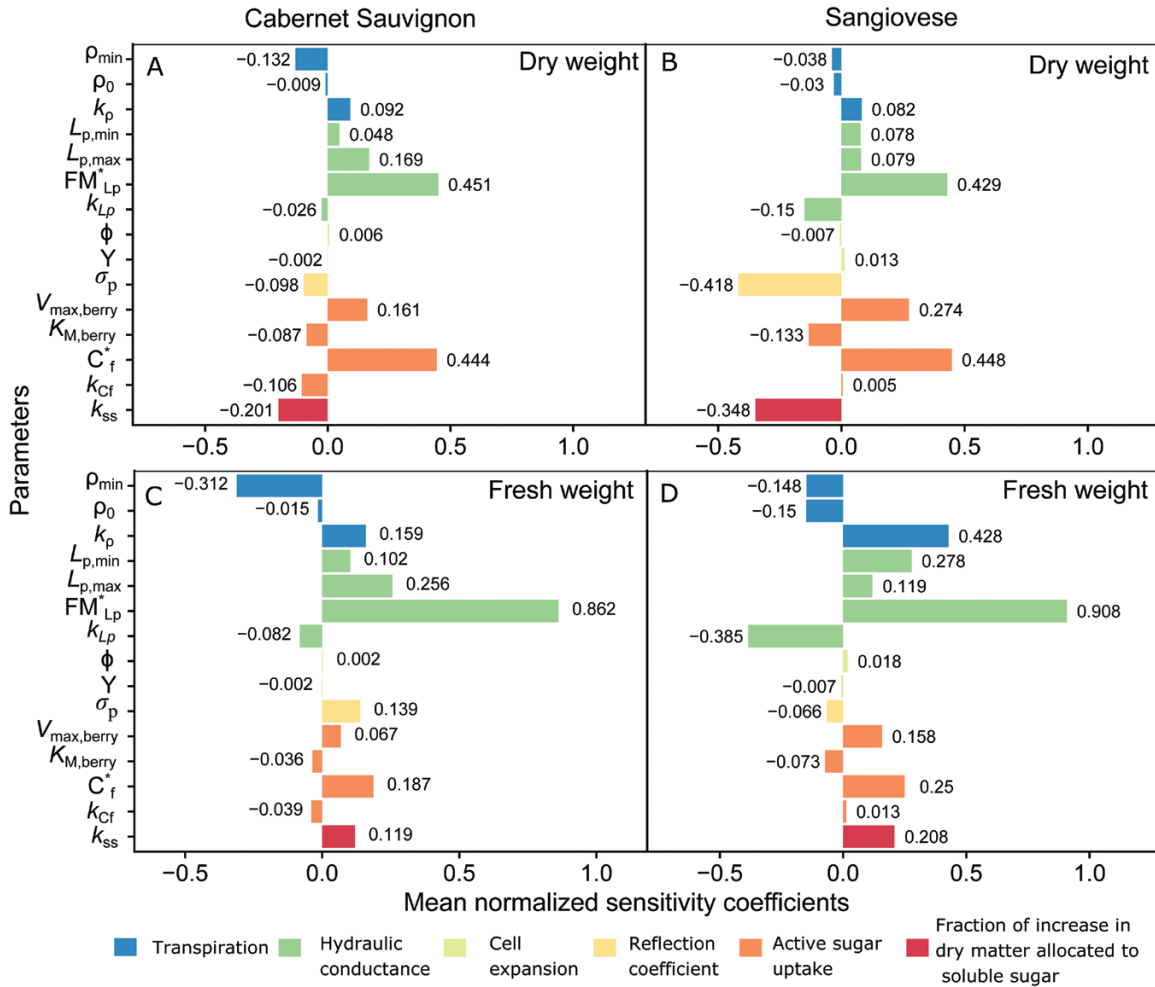 Cabernet Sauvignon
Sangiovese
Parameters
A
Dry weight
ρmin −0.132
ρ0 −0.009
kρ 0.092
Lp,min 0.048
Lp,max 0.169
FM*Lp 0.451
kLp −0.026
ϕ 0.006
Y −0.002
σp −0.098
Vmax,berry 0.161
KM,berry −0.087
C*f 0.444
kCf −0.106
kss −0.201
−0.5 0.0 0.5 1.0
B
Dry weight
−0.038
−0.03
0.082
0.078
0.079
0.429
−0.15
−0.007
0.013
−0.418
0.274
−0.133
0.448
0.005
−0.348
−0.5 0.0 0.5 1.0
C
Fresh weight
ρmin −0.312
ρ0 −0.015
kρ 0.159
Lp,min 0.102
Lp,max 0.256
FM*Lp 0.862
kLp −0.082
ϕ 0.002
Y −0.002
σp 0.139
Vmax,berry 0.067
KM,berry −0.036
C*f 0.187
kCf −0.039
kss 0.119
−0.5 0.0 0.5 1.0
D
Fresh weight
−0.148
−0.15
0.428
0.278
0.119
0.908
−0.385
0.018
−0.007
−0.066
0.158
−0.073
0.25
0.013
0.208
−0.5 0.0 0.5 1.0
Mean normalized sensitivity coefficients
Transpiration
Hydraulic
conductance
Cell
expansion
Reflection
coefficient
Active sugar
uptake
Fraction of increase in
dry matter allocated to
soluble sugar